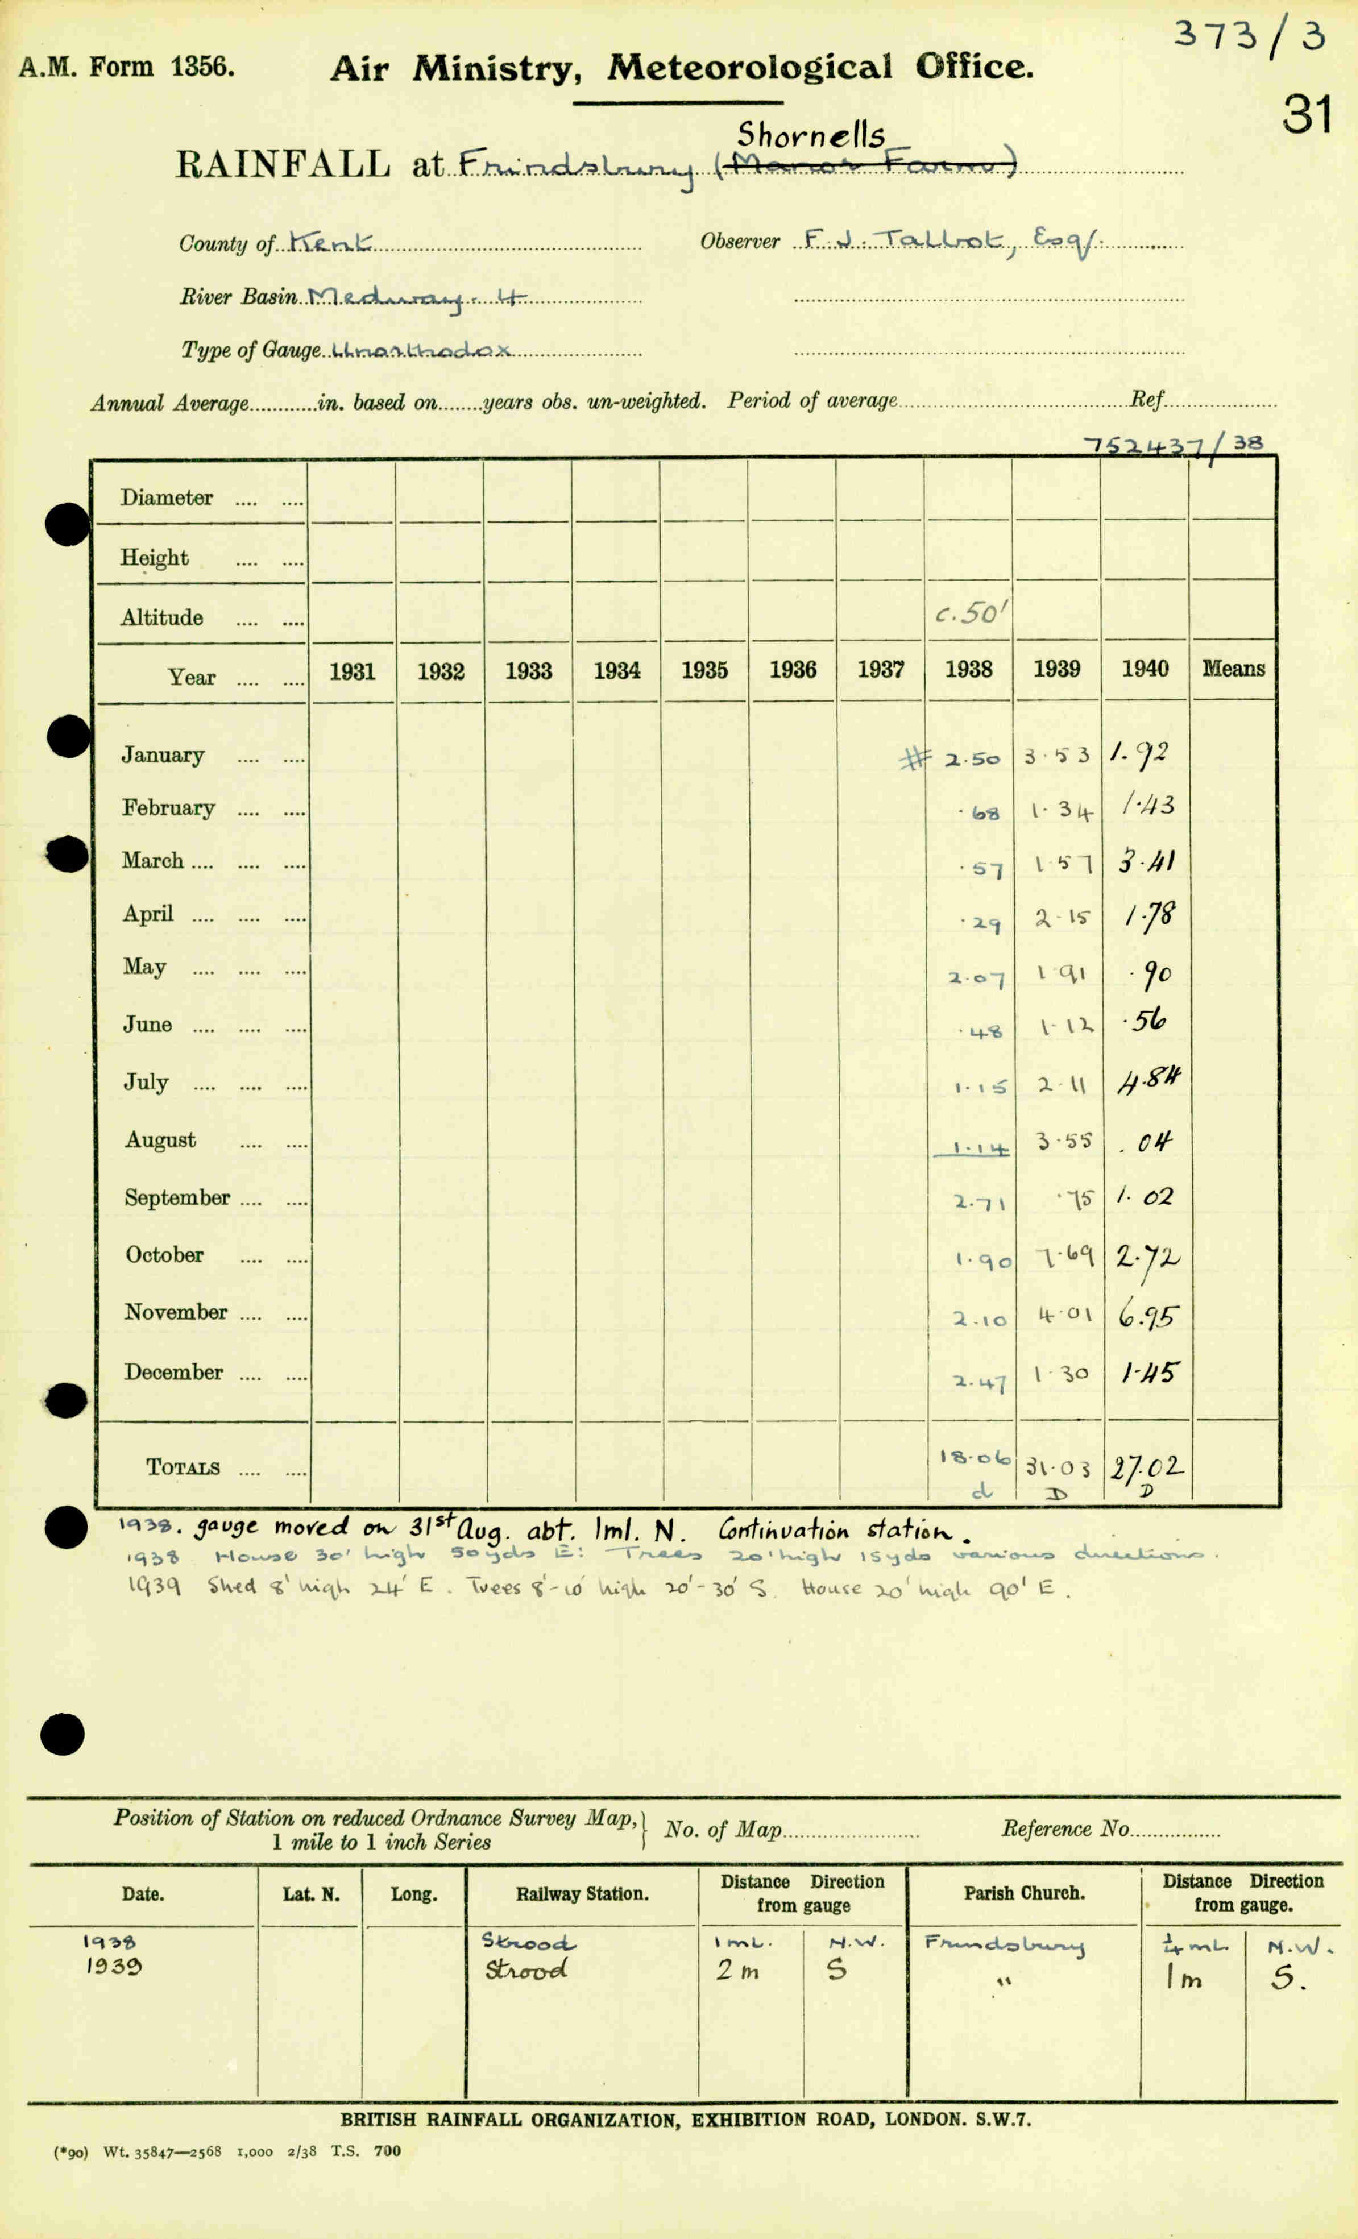 373/3
A.M. Form 1356. Air Ministry, Meteorological Office.
31
Shornells
RAINFALL at Frindsbury (Manor Farm)
County of Kent Observer F. J. Talbot, Esq/.
River Basin Medway - 4
Type of Gauge Unorthodox
Annual Average............in. based on........years obs. un-weighted. Period of average.................................Ref...................
752437/38
Diameter .... ....
Height .... ....
Altitude .... .... c.50'
Year .... .... 1931 1932 1933 1934 1935 1936 1937 1938 1939 1940 Means
January .... .... # 2.50 3.53 1.92
February .... .... .68 1.34 1.43
March .... .... .... .57 1.57 3.41
April .... .... .... .29 2.15 1.78
May .... .... .... 2.07 1.91 .90
June .... .... .... .48 1.12 .56
July .... .... .... 1.15 2.11 4.84
August .... .... 1.14 3.55 .04
September .... .... 2.71 .75 1.02
October .... .... 1.90 7.69 2.72
November .... .... 2.10 4.01 6.95
December .... .... 2.47 1.30 1.45
TOTALS .... .... 18.06 31.03 27.02
d D D
1938. gauge moved on 31st Aug. abt. 1ml. N. Continuation station.
1938 House 30' high 50yds E: Trees 20' high 15yds various directions.
1939 Shed 8' high 24' E. Trees 8'-10' high 20'-30' S. House 20' high 90' E.
Position of Station on reduced Ordnance Survey Map, } No. of Map........................ Reference No................
1 mile to 1 inch Series
Date. Lat. N. Long. Railway Station. Distance Direction from gauge Parish Church. Distance Direction from gauge.
1938 Strood 1 mL. N.W. Frindsbury ¼ mL N.W.
1939 Strood 2 m S " 1 m S.
BRITISH RAINFALL ORGANIZATION, EXHIBITION ROAD, LONDON. S.W.7.
(*90) Wt. 35847—2568 1,000 2/38 T.S. 700